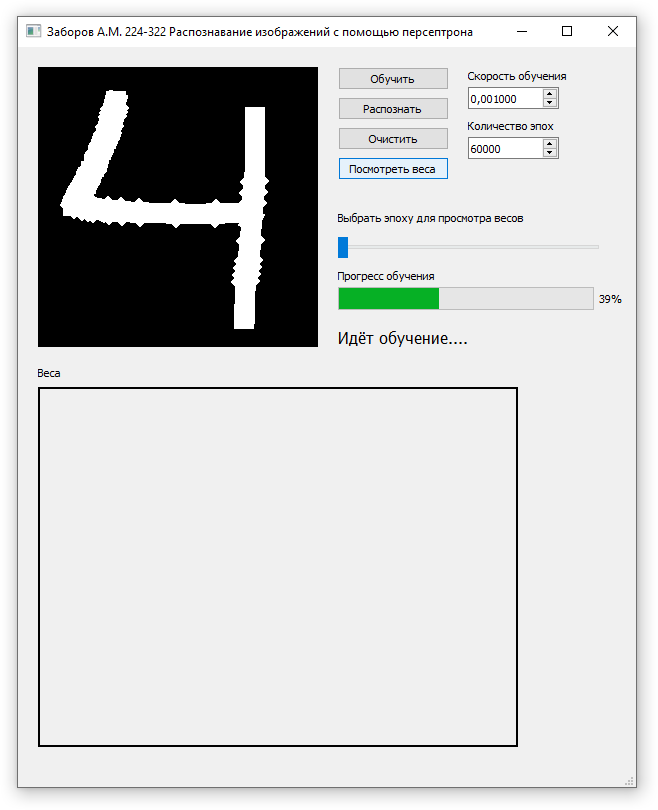 Заборов А.М. 224-322 Распознавание изображений с помощью персептрона
4
Обучить
Распознать
Очистить
Посмотреть веса
Скорость обучения
0,001000
Количество эпох
60000
Выбрать эпоху для просмотра весов
Прогресс обучения
39%
Идёт обучение....
Веса